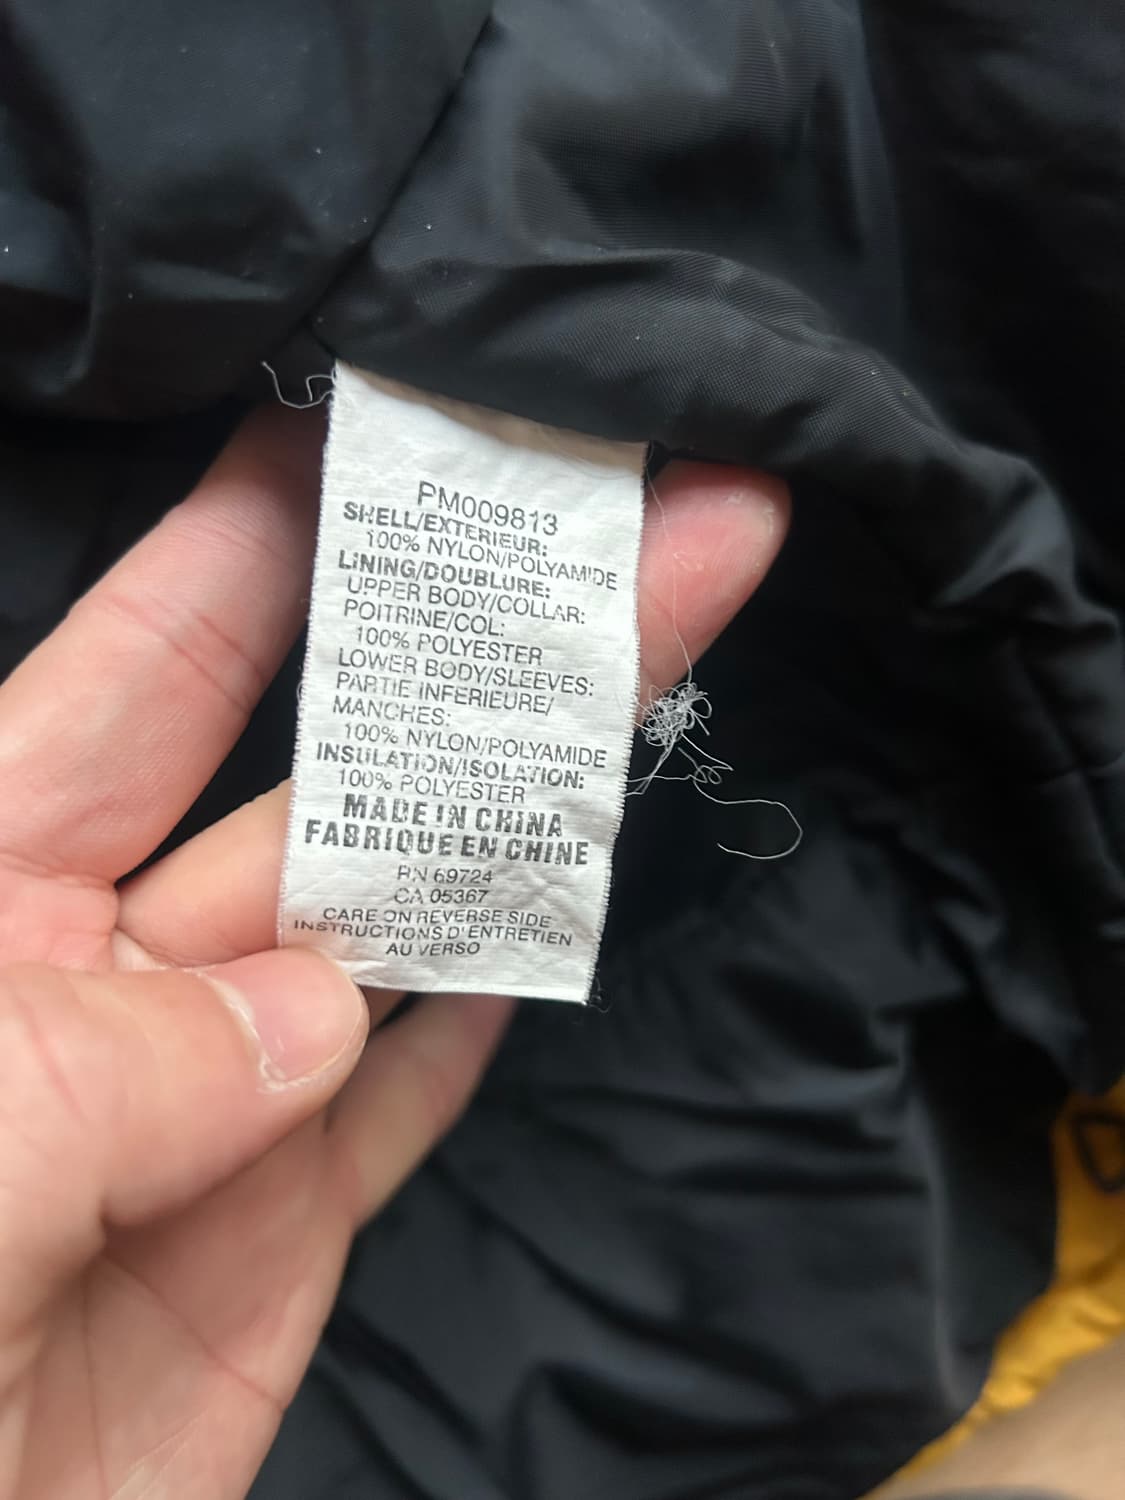 PM009813
SHELL/EXTERIEUR:
100% NYLON/POLYAMIDE
LINING/DOUBLURE:
UPPER BODY/COLLAR:
POITRINE/COL:
100% POLYESTER
LOWER BODY/SLEEVES:
PARTIE INFERIEURE/
MANCHES:
100% NYLON/POLYAMIDE
INSULATION/ISOLATION:
100% POLYESTER
MADE IN CHINA
FABRIQUE EN CHINE
RN 69724
CA 05367
CARE ON REVERSE SIDE
INSTRUCTIONS D'ENTRETIEN
AU VERSO